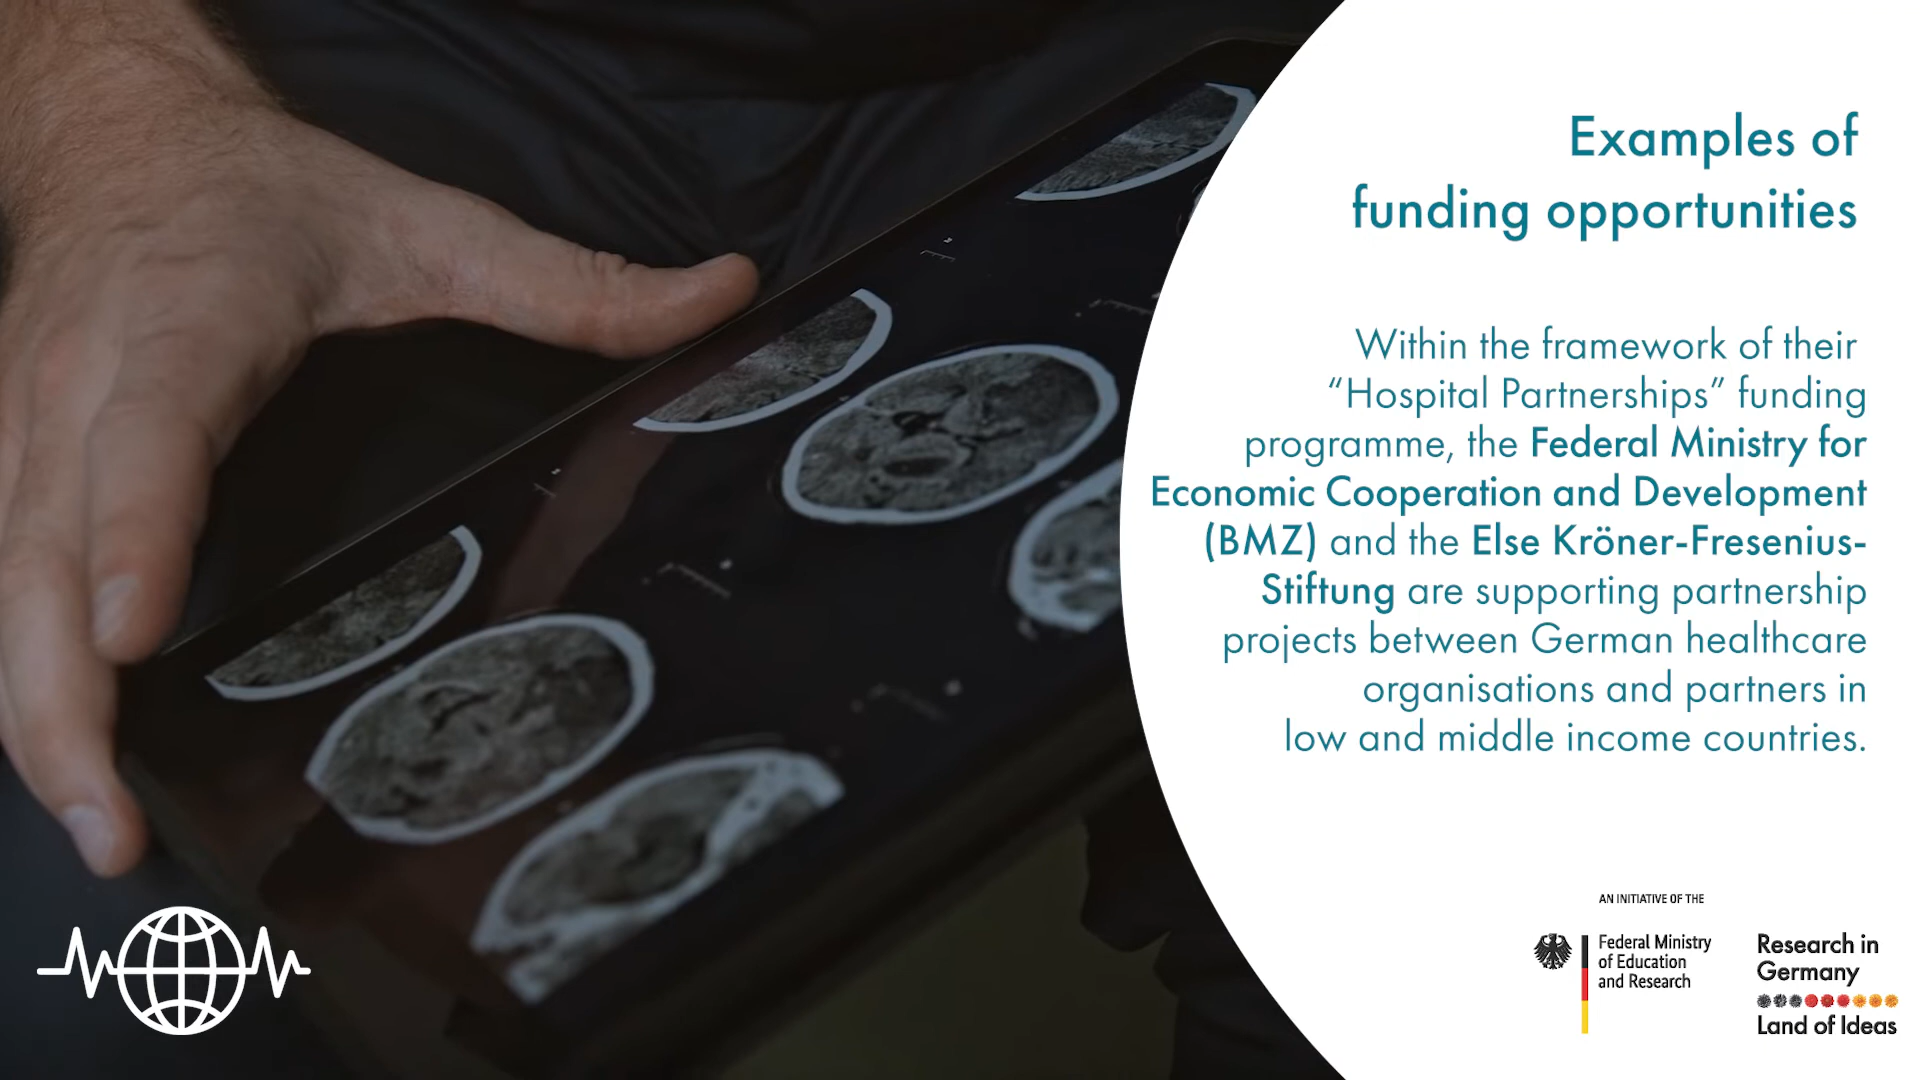 Examples of
funding opportunities
Within the framework of their
“Hospital Partnerships” funding
programme, the Federal Ministry for
Economic Cooperation and Development
(BMZ) and the Else Kröner-Fresenius-
Stiftung are supporting partnership
projects between German healthcare
organisations and partners in
low and middle income countries.
AN INITIATIVE OF THE
Federal Ministry
of Education
and Research
Research in
Germany
Land of Ideas